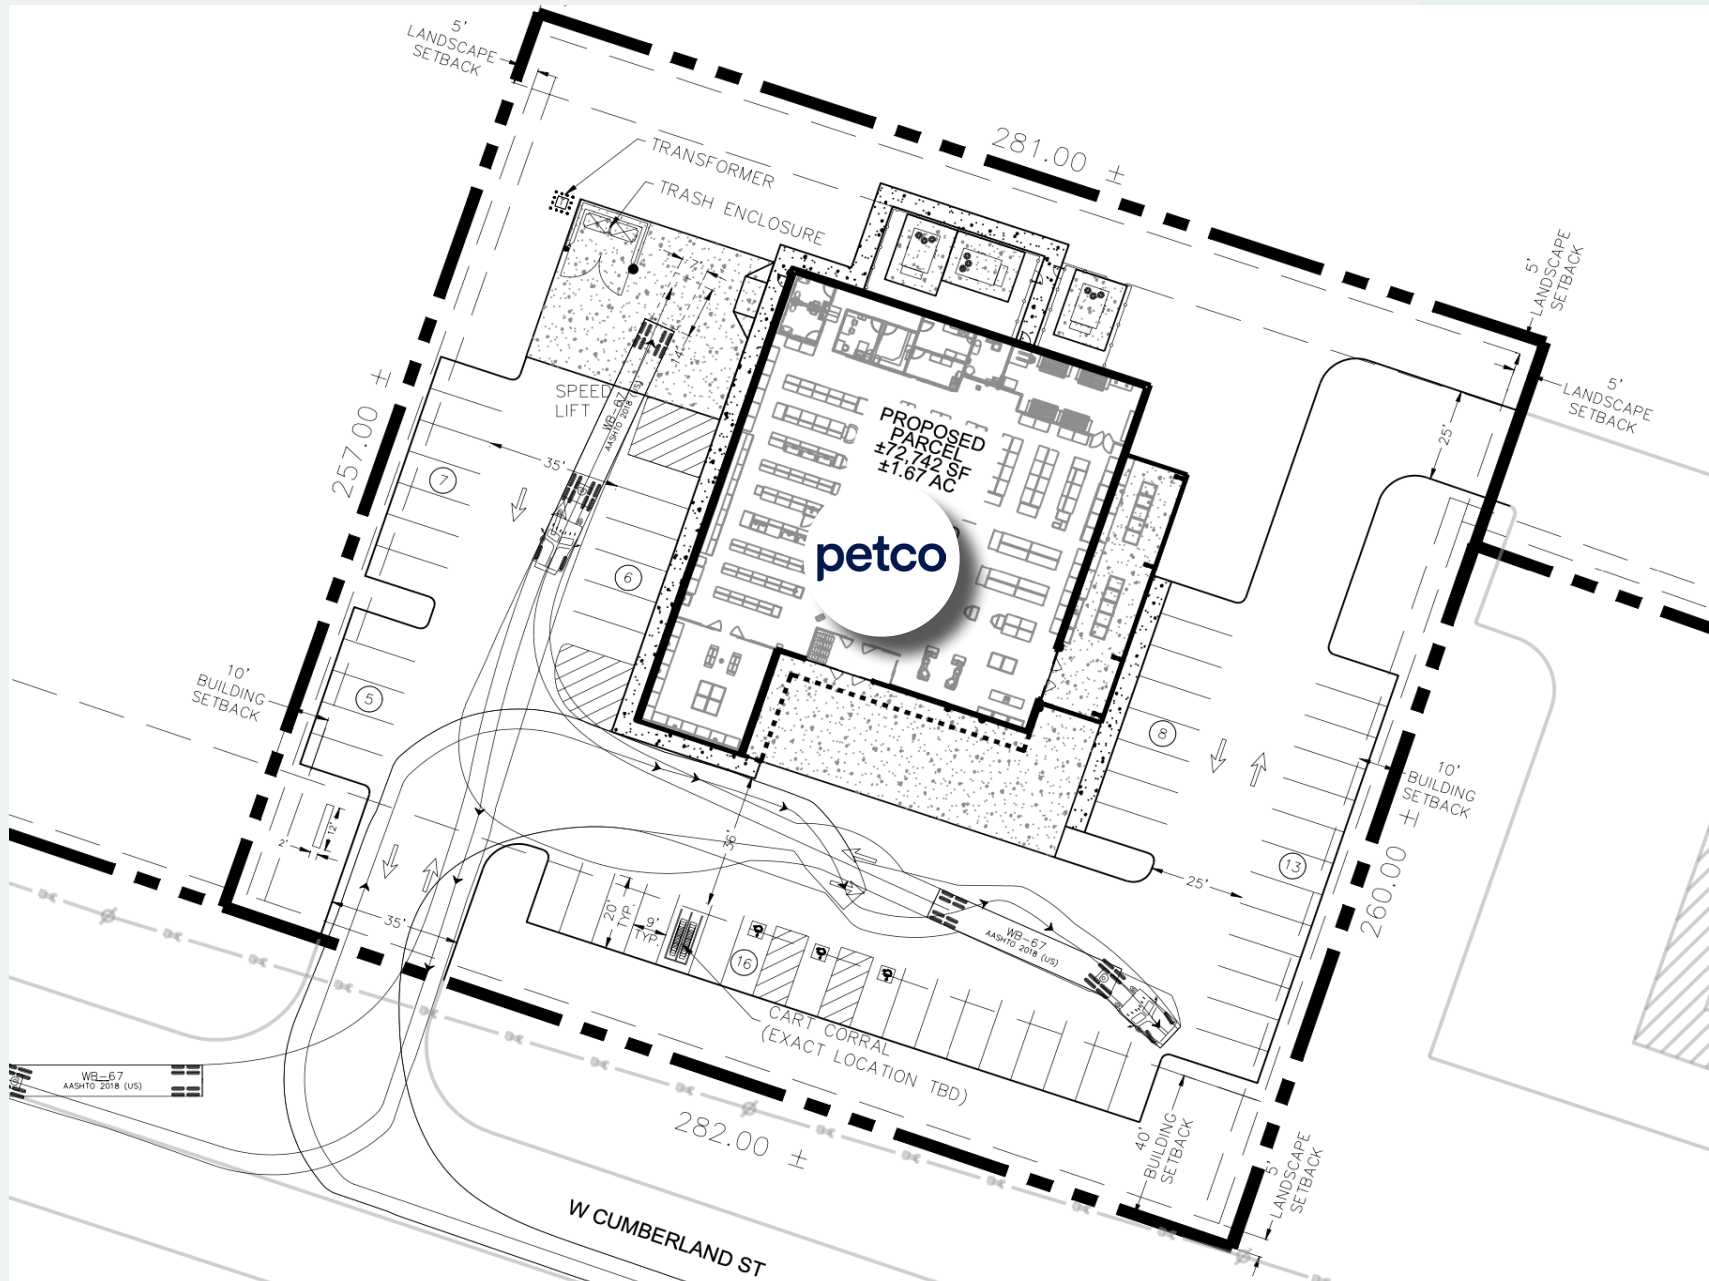 5'
LANDSCAPE
SETBACK
281.00 ±
TRANSFORMER
TRASH ENCLOSURE
5'
LANDSCAPE
SETBACK
5'
LANDSCAPE
SETBACK
7'
14'
SPEED
LIFT
WB-67
AASHTO 2018 (US)
257.00 ±
35'
7
6
5
PROPOSED
PARCEL
±72,742 SF
±1.67 AC
petco
25'
10'
BUILDING
SETBACK
8
10'
BUILDING
SETBACK
13
260.00 ±
2'
12'
35'
36'
25'
20'
TYP.
9'
TYP.
16
WB-67
AASHTO 2018 (US)
CART CORRAL
(EXACT LOCATION TBD)
WB-67
AASHTO 2018 (US)
282.00 ±
40'
BUILDING
SETBACK
5'
LANDSCAPE
SETBACK
W CUMBERLAND ST